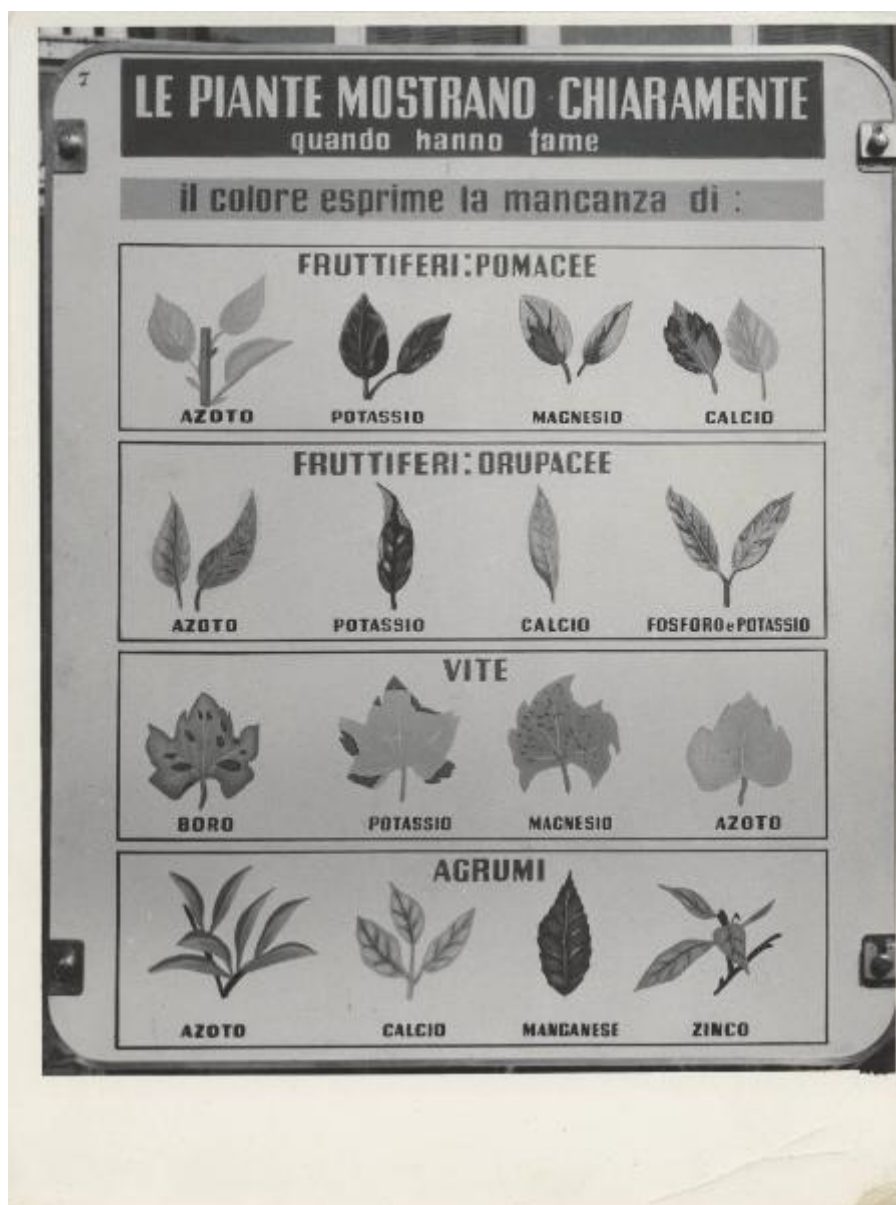 7
LE PIANTE MOSTRANO CHIARAMENTE
quando hanno fame
il colore esprime la mancanza di :
FRUTTIFERI: POMACEE
AZOTO POTASSIO MAGNESIO CALCIO
FRUTTIFERI: DRUPACEE
AZOTO POTASSIO CALCIO FOSFORO e POTASSIO
VITE
BORO POTASSIO MAGNESIO AZOTO
AGRUMI
AZOTO CALCIO MANGANESE ZINCO